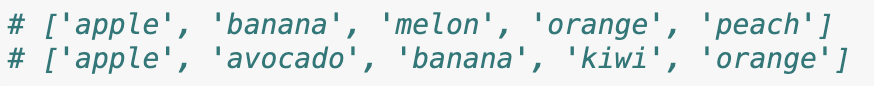 # ['apple', 'banana', 'melon', 'orange', 'peach']
# ['apple', 'avocado', 'banana', 'kiwi', 'orange']